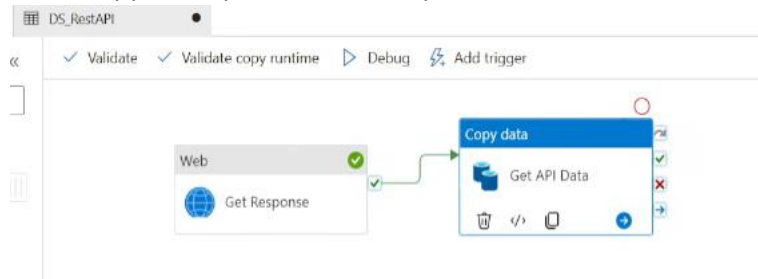 DS_RestAPI
« Validate Validate copy runtime Debug Add trigger
Copy data
Web
Get API Data
Get Response